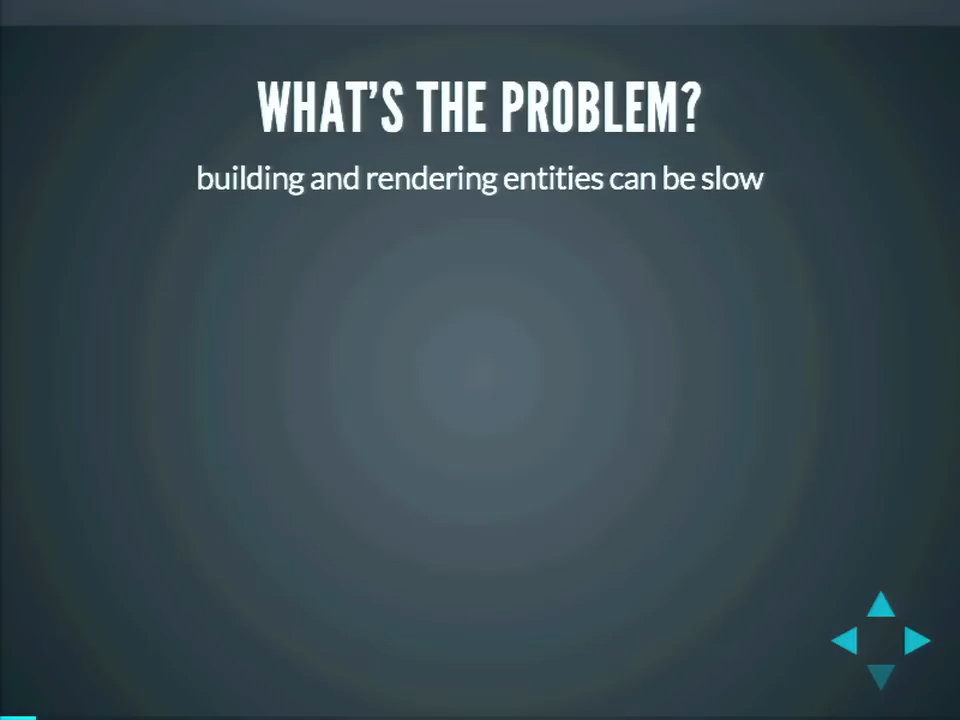 WHAT'S THE PROBLEM?
building and rendering entities can be slow